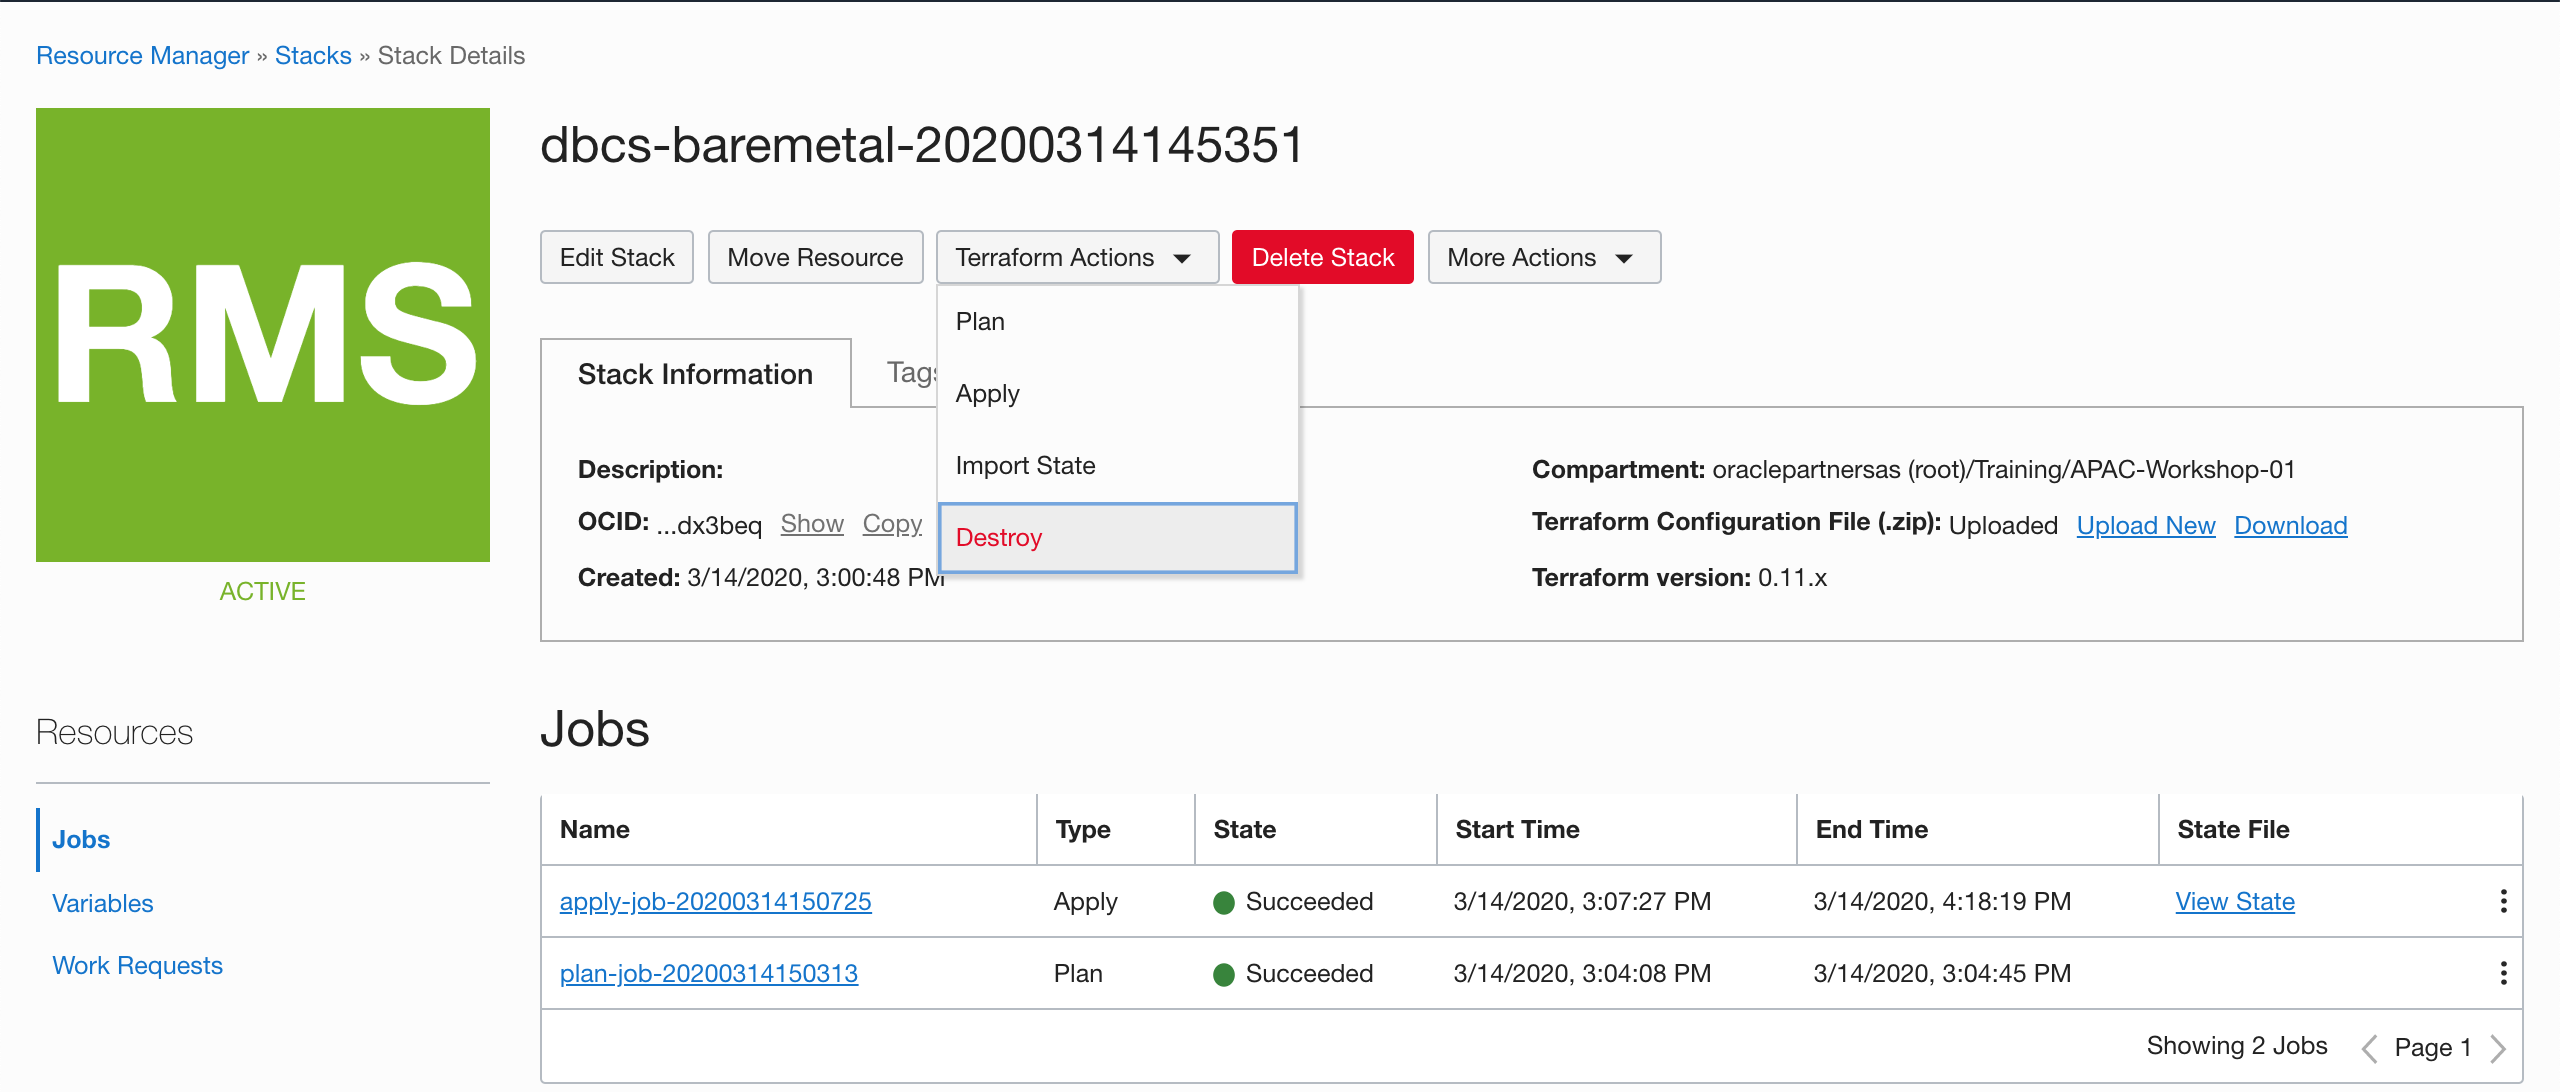 Resource Manager » Stacks » Stack Details
RMS
ACTIVE
dbcs-baremetal-20200314145351
Edit Stack Move Resource Terraform Actions Delete Stack More Actions
Plan
Apply
Import State
Destroy
Stack Information Tags
Description:
OCID: ...dx3beq Show Copy
Created: 3/14/2020, 3:00:48 PM
Compartment: oraclepartnersas (root)/Training/APAC-Workshop-01
Terraform Configuration File (.zip): Uploaded Upload New Download
Terraform version: 0.11.x
Resources
Jobs
Variables
Work Requests
Jobs
Name Type State Start Time End Time State File
apply-job-20200314150725 Apply Succeeded 3/14/2020, 3:07:27 PM 3/14/2020, 4:18:19 PM View State
plan-job-20200314150313 Plan Succeeded 3/14/2020, 3:04:08 PM 3/14/2020, 3:04:45 PM
Showing 2 Jobs Page 1